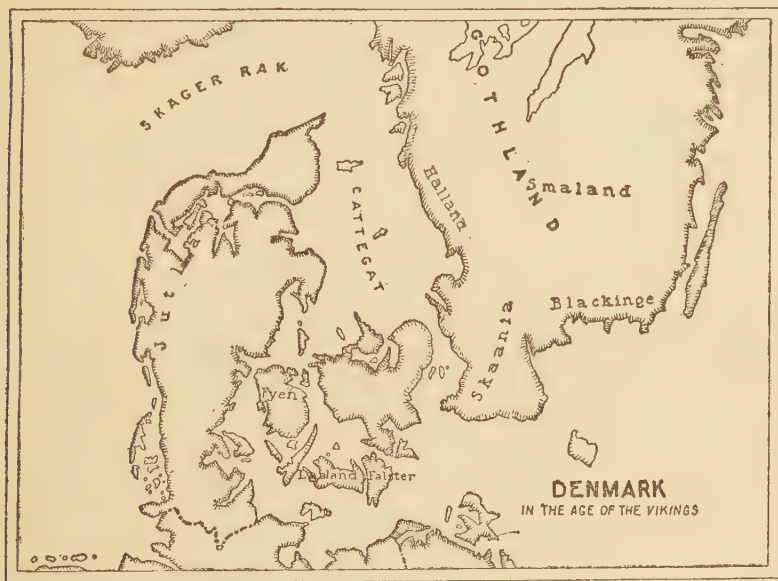 SKAGER RAK
GOTHLAND
CATTEGAT
Halland
Smaland
Jutland
Blackinge
Skaania
Fyen
Laaland Falster
DENMARK
IN THE AGE OF THE VIKINGS